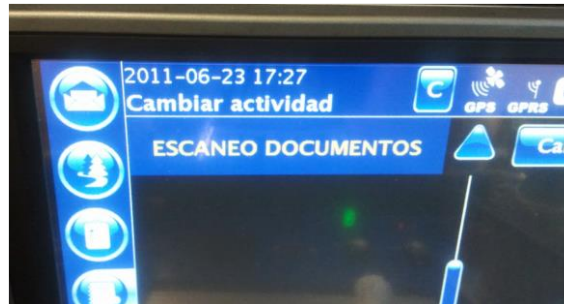 2011-06-23 17:27
Cambiar actividad
C
GPS
GPRS
ESCANEO DOCUMENTOS